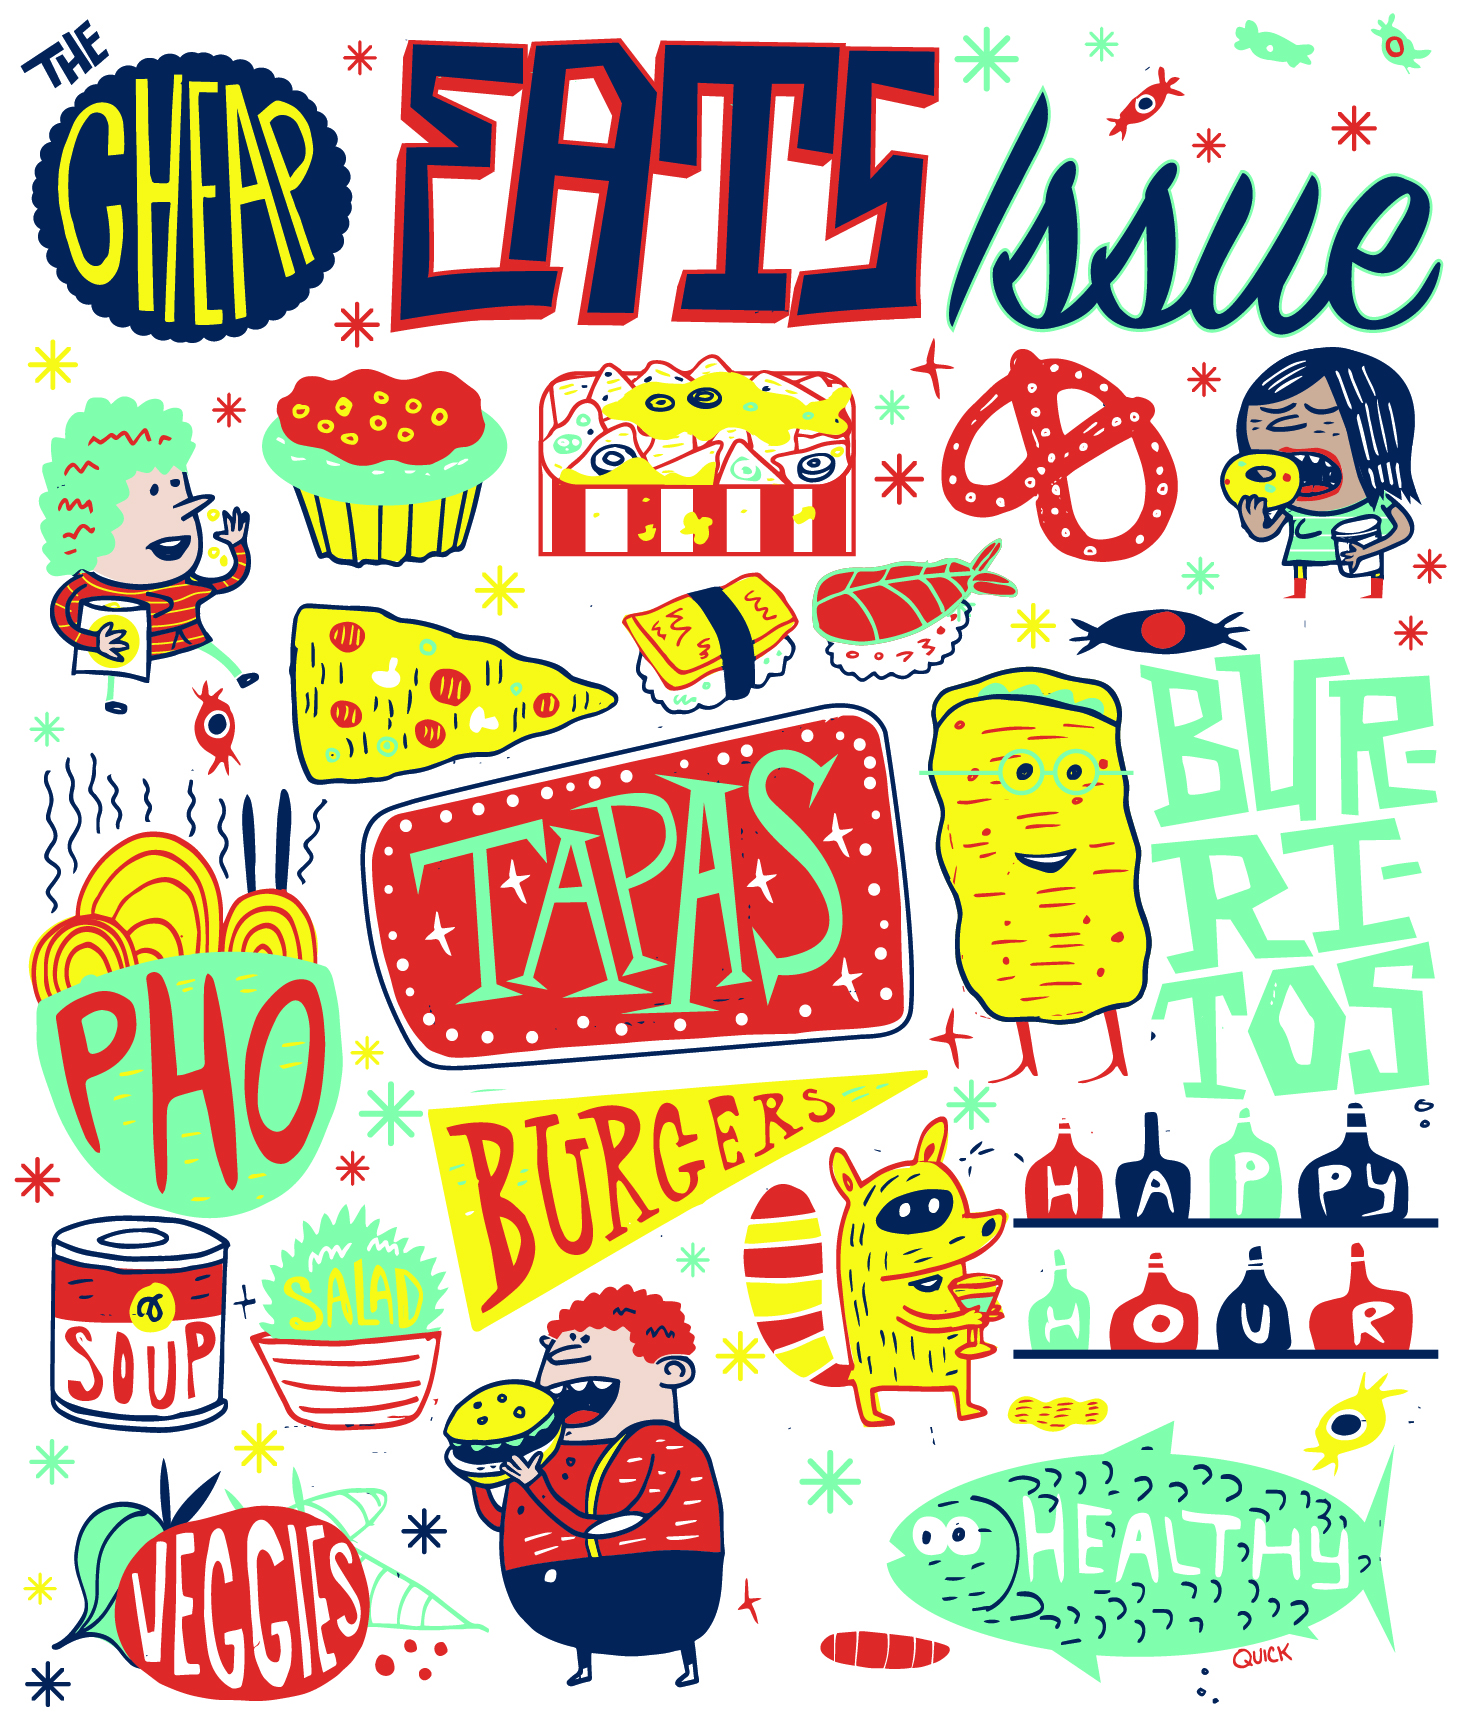 THE
CHEAP
EATS
Issue
BUR-
RI-
TOS
TAPAS
PHO
BURGERS
HAPPY
HOUR
SALAD
SOUP
HEALTHY
VEGGIES
QUICK